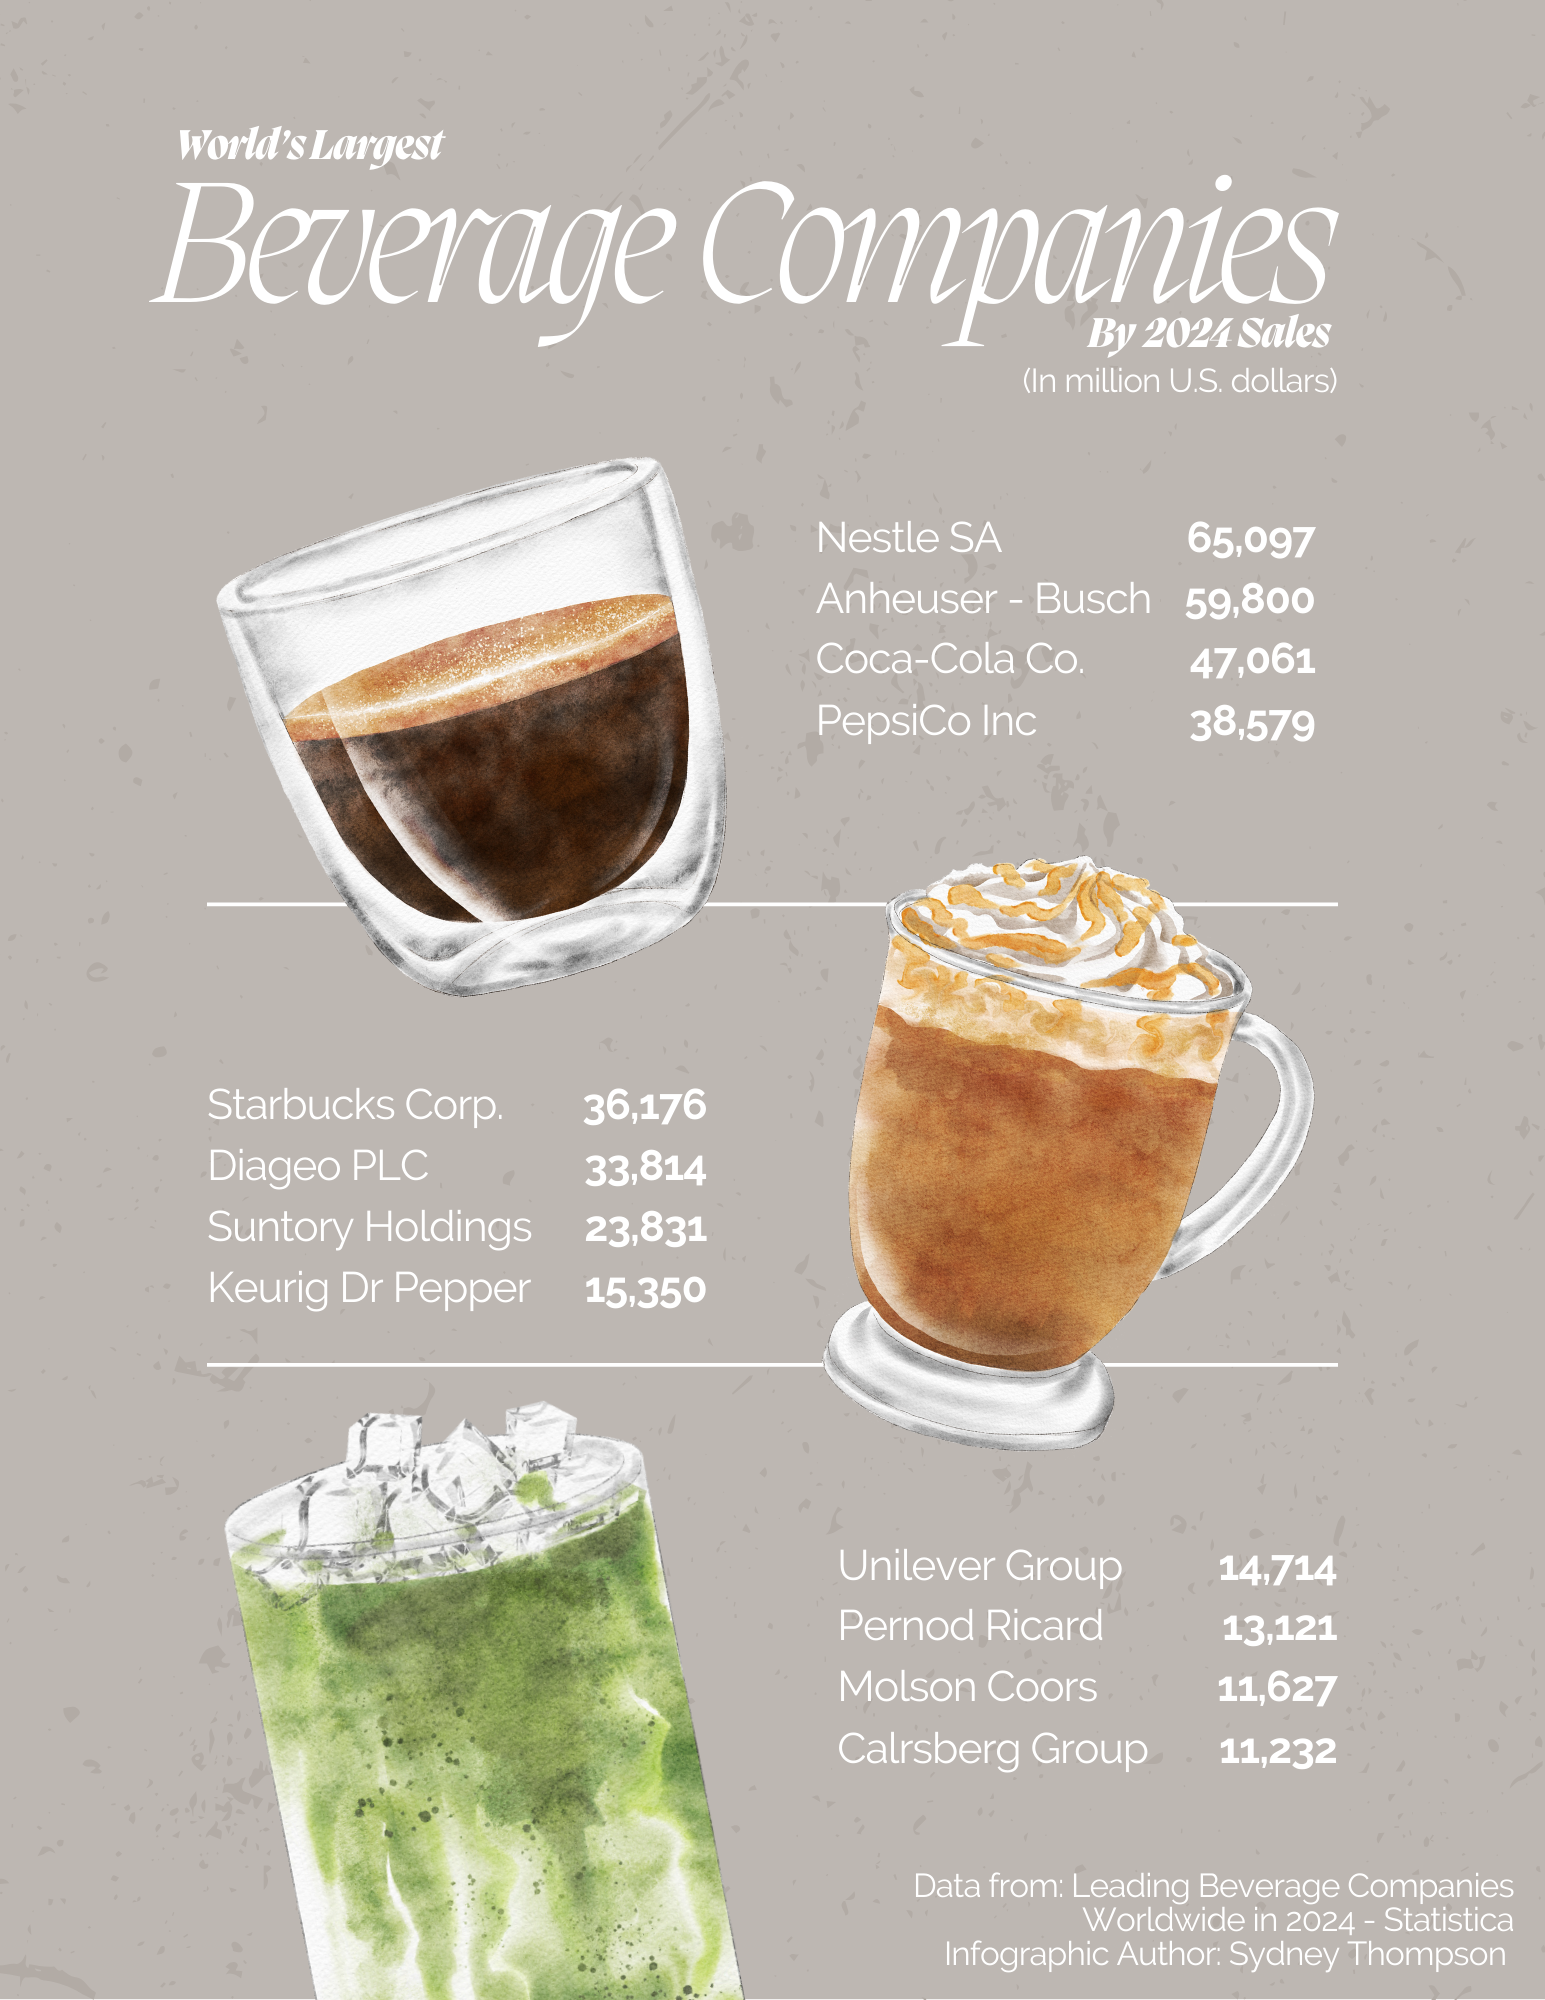 World's Largest
Beverage Companies
By 2024 Sales
(In million U.S. dollars)
Nestle SA 65,097
Anheuser - Busch 59,800
Coca-Cola Co. 47,061
PepsiCo Inc 38,579
Starbucks Corp. 36,176
Diageo PLC 33,814
Suntory Holdings 23,831
Keurig Dr Pepper 15,350
Unilever Group 14,714
Pernod Ricard 13,121
Molson Coors 11,627
Calrsberg Group 11,232
Data from: Leading Beverage Companies
Worldwide in 2024 - Statistica
Infographic Author: Sydney Thompson